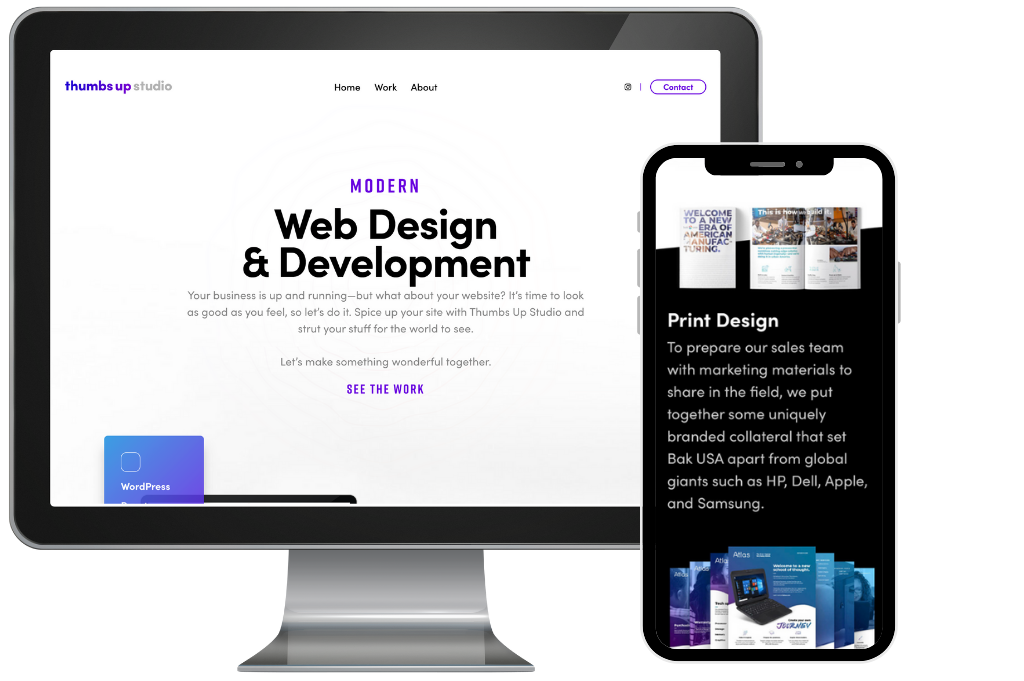 thumbs up studio
Home Work About
Contact
MODERN
Web Design
& Development
Your business is up and running—but what about your website? It's time to look
as good as you feel, so let's do it. Spice up your site with Thumbs Up Studio and
strut your stuff for the world to see.
Let's make something wonderful together.
SEE THE WORK
WordPress
WELCOME
TO A NEW
ERA OF
AMERICAN
MANUFAC-
TURING.
This is how we build it.
Print Design
To prepare our sales team
with marketing materials to
share in the field, we put
together some uniquely
branded collateral that set
Bak USA apart from global
giants such as HP, Dell, Apple,
and Samsung.
Atlas
Welcome to a new
school of thought.
JOURNEY